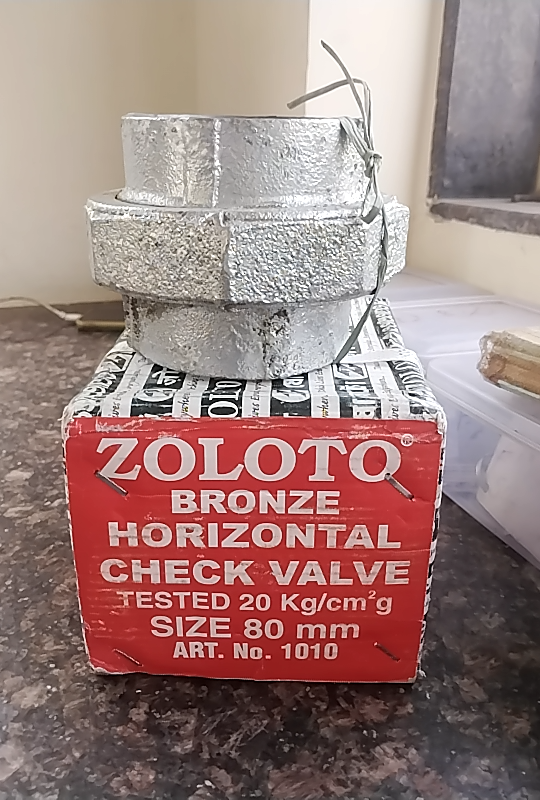 ZOLOTO®
BRONZE
HORIZONTAL
CHECK VALVE
TESTED 20 Kg/cm²g
SIZE 80 mm
ART. No. 1010